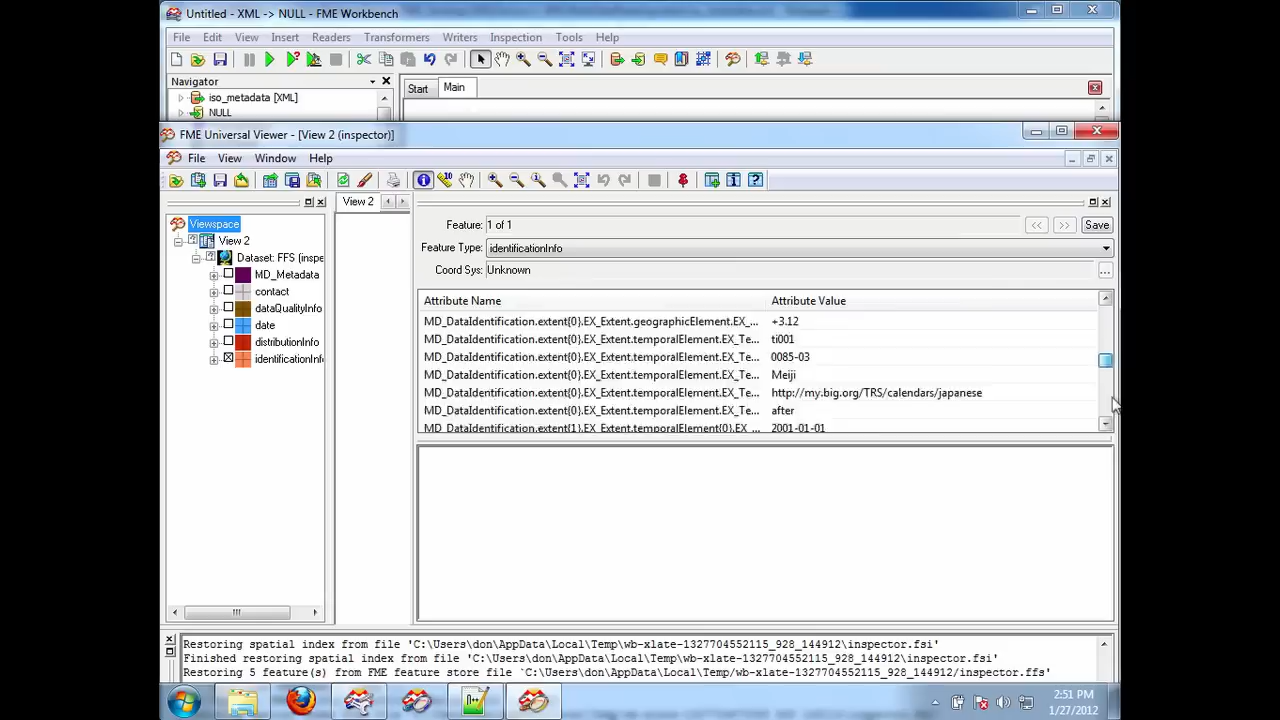 Untitled - XML -> NULL - FME Workbench
File Edit View Insert Readers Transformers Writers Inspection Tools Help
Navigator
iso_metadata [XML]
NULL
Start Main
FME Universal Viewer - [View 2 (inspector)]
File View Window Help
Viewspace
View 2
Dataset: FFS (inspe
MD_Metadata
contact
dataQualityInfo
date
distributionInfo
identificationInf
View 2
Feature: 1 of 1 << >> Save
Feature Type: identificationInfo
Coord Sys: Unknown ...
Attribute Name Attribute Value
MD_DataIdentification.extent{0}.EX_Extent.geographicElement.EX_... +3.12
MD_DataIdentification.extent{0}.EX_Extent.temporalElement.EX_Te... ti001
MD_DataIdentification.extent{0}.EX_Extent.temporalElement.EX_Te... 0085-03
MD_DataIdentification.extent{0}.EX_Extent.temporalElement.EX_Te... Meiji
MD_DataIdentification.extent{0}.EX_Extent.temporalElement.EX_Te... http://my.big.org/TRS/calendars/japanese
MD_DataIdentification.extent{0}.EX_Extent.temporalElement.EX_Te... after
MD_DataIdentification.extent{1}.EX_Extent.temporalElement{0}.EX_... 2001-01-01
Restoring spatial index from file 'C:\Users\don\AppData\Local\Temp\wb-xlate-1327704552115_928_144912\inspector.fsi'
Finished restoring spatial index from file 'C:\Users\don\AppData\Local\Temp\wb-xlate-1327704552115_928_144912\inspector.fsi'
Restoring 5 feature(s) from FME feature store file `C:\Users\don\AppData\Local\Temp/wb-xlate-1327704552115_928_144912/inspector.ffs'
2:51 PM
1/27/2012